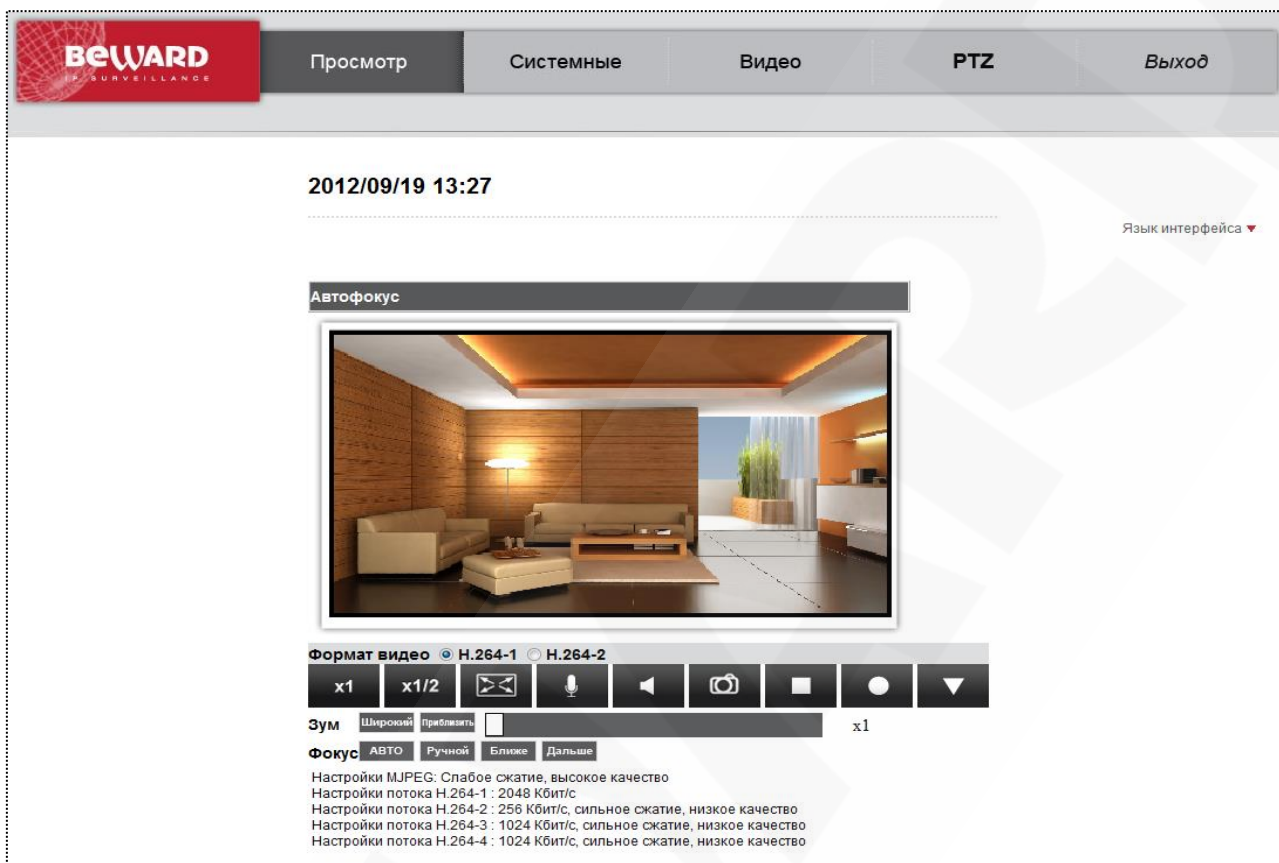 BEWARD
IP SURVEILLANCE
Просмотр
Системные
Видео
PTZ
Выход
2012/09/19 13:27
Язык интерфейса
Автофокус
Формат видео H.264-1 H.264-2
x1 x1/2
Зум Широкий Приблизить x1
Фокус АВТО Ручной Ближе Дальше
Настройки MJPEG: Слабое сжатие, высокое качество
Настройки потока H.264-1 : 2048 Кбит/с
Настройки потока H.264-2 : 256 Кбит/с, сильное сжатие, низкое качество
Настройки потока H.264-3 : 1024 Кбит/с, сильное сжатие, низкое качество
Настройки потока H.264-4 : 1024 Кбит/с, сильное сжатие, низкое качество